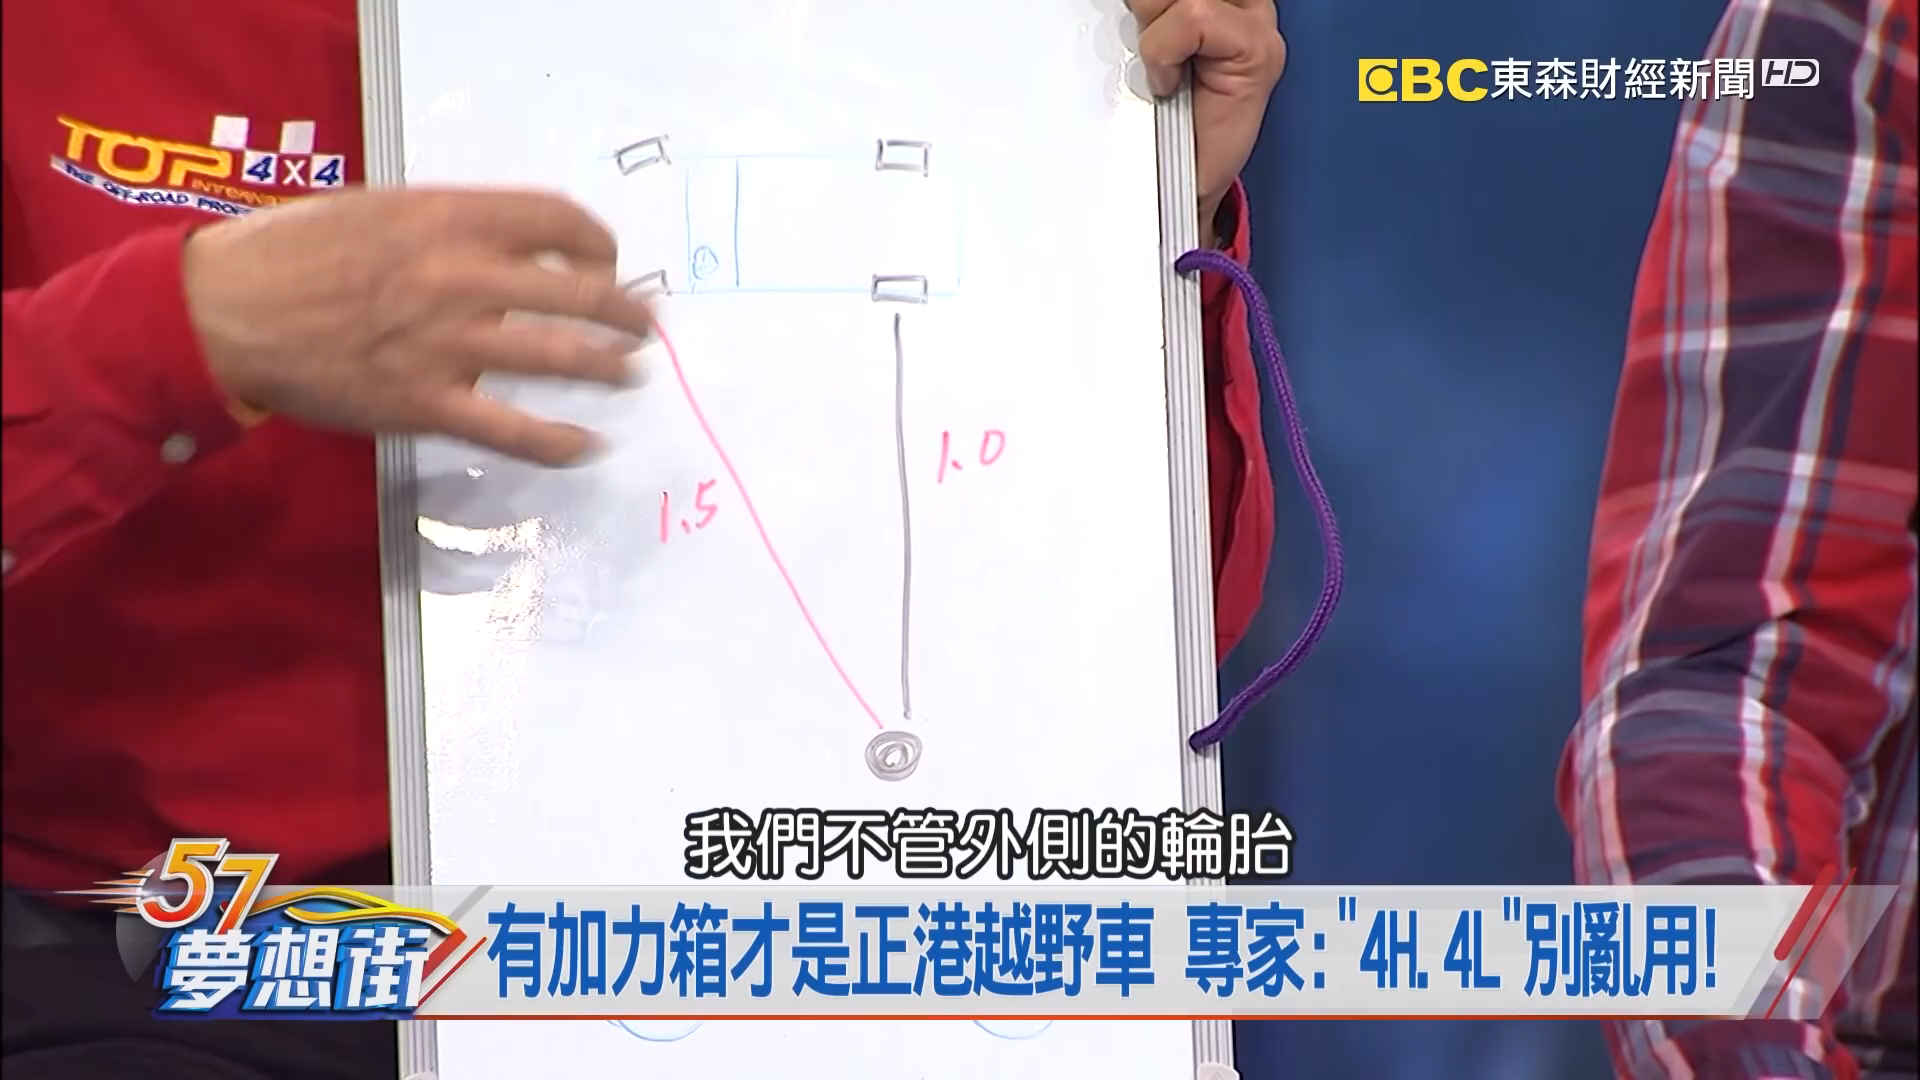 EBC東森財經新聞HD
TOP 4x4
1.0
1.5
我們不管外側的輪胎
57夢想街
有加力箱才是正港越野車 專家:"4H.4L"別亂用!